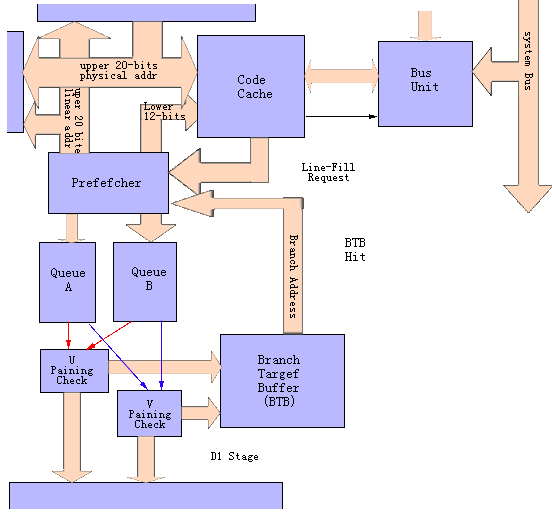 system Bus
upper 20-bits
physical addr
Code
Cache
Bus
Unit
Lower
12-bits
upper 20 bite
linear addr
Line-Fill
Request
Prefefcher
Branch Address
BTB
Hit
Queue
A
Queue
B
U
Paining
Check
Branch
Targef
Buffer
(BTB)
V
Paining
Check
D1 Stage